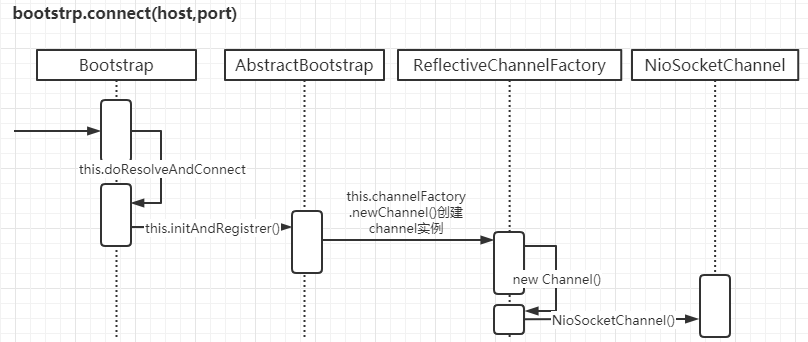 bootstrp.connect(host,port)
Bootstrap
AbstractBootstrap
ReflectiveChannelFactory
NioSocketChannel
this.doResolveAndConnect
this.initAndRegistrer()
this.channelFactory
.newChannel()创建
channel实例
new Channel()
NioSocketChannel()